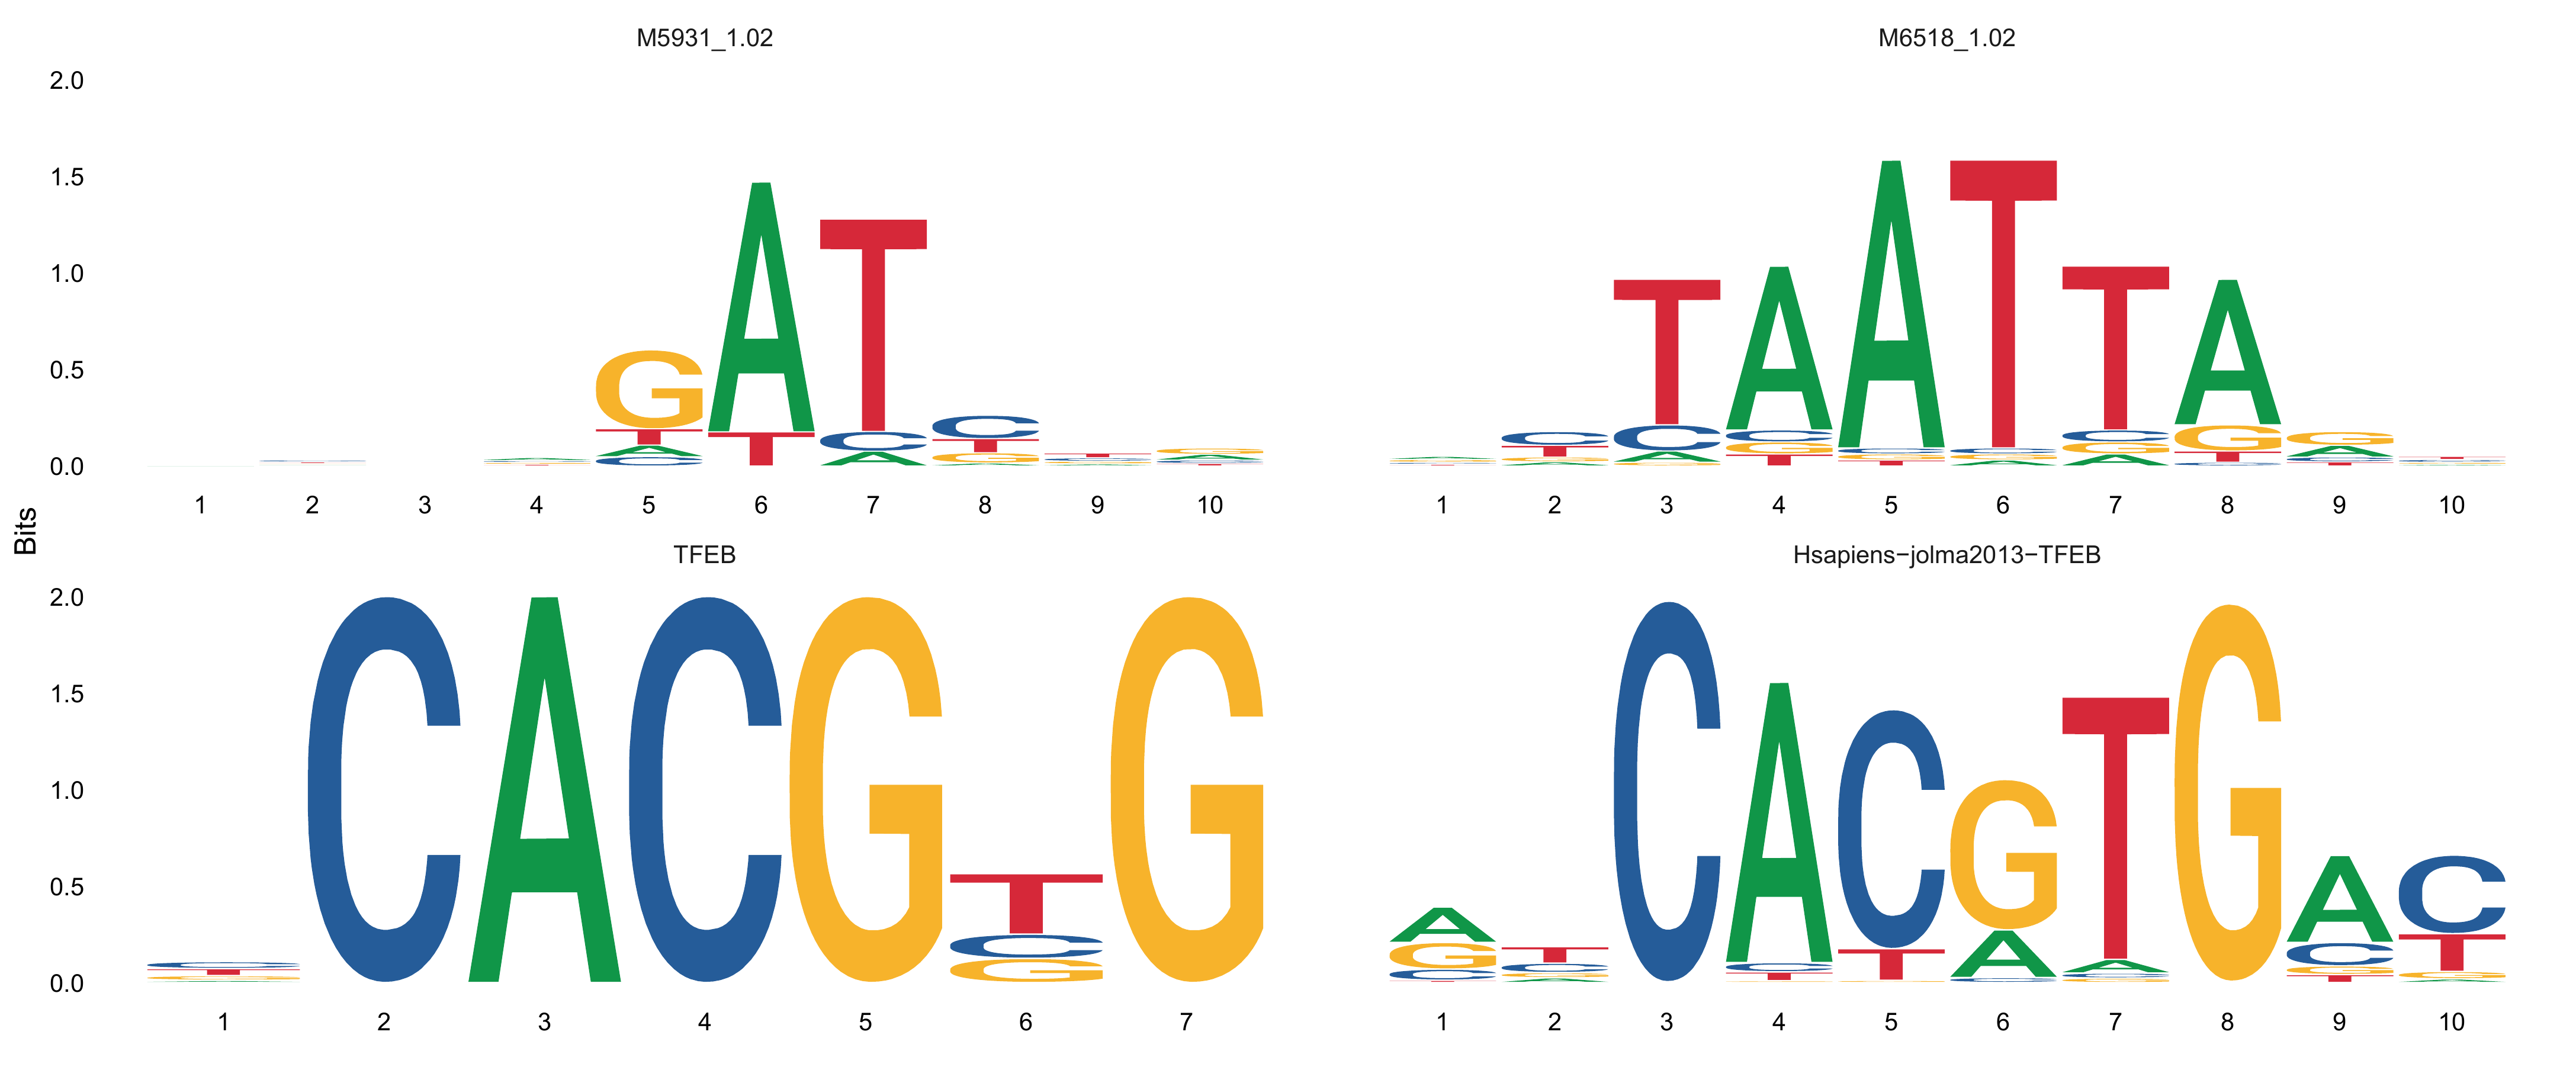 M5931_1.02
M6518_1.02
2.0
1.5
1.0
0.5
0.0
G A T C
T A A T T A
1 2 3 4 5 6 7 8 9 10
1 2 3 4 5 6 7 8 9 10
Bits
TFEB
Hsapiens−jolma2013−TFEB
2.0
1.5
1.0
0.5
0.0
C A C G T G
A T C A C G T G A C
1 2 3 4 5 6 7
1 2 3 4 5 6 7 8 9 10